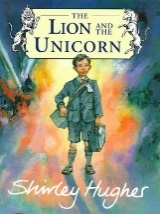 THE
LION AND THE
UNICORN
Shirley Hughes